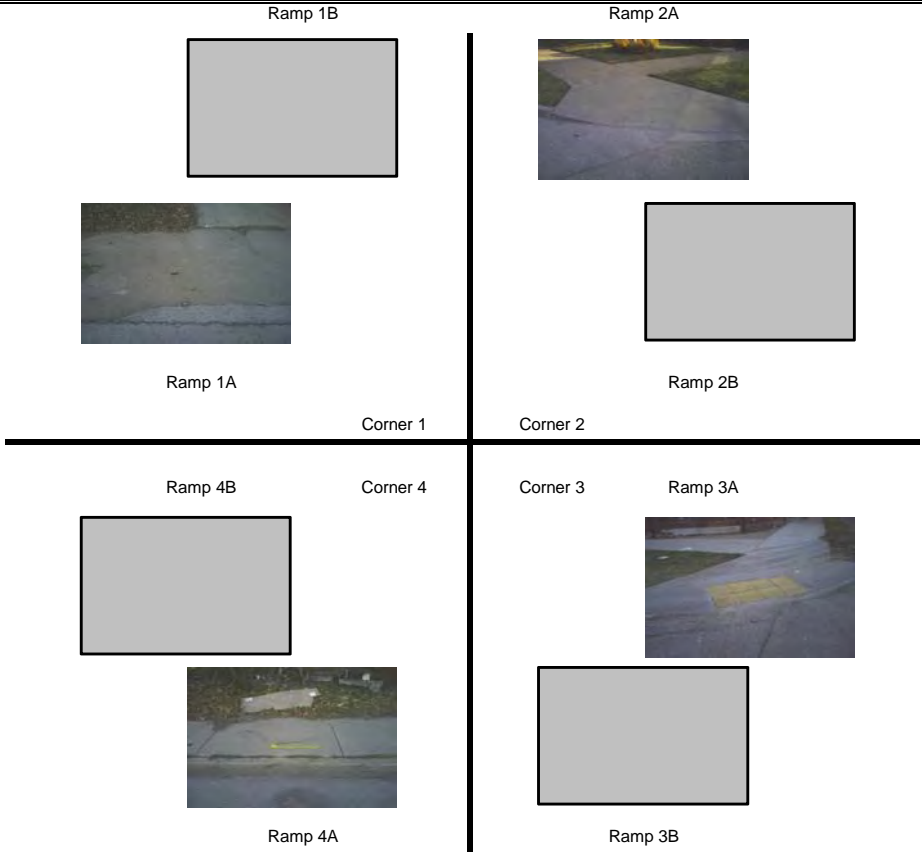 Ramp 1B
Ramp 2A
Ramp 1A
Ramp 2B
Corner 1
Corner 2
Ramp 4B
Corner 4
Corner 3
Ramp 3A
Ramp 4A
Ramp 3B